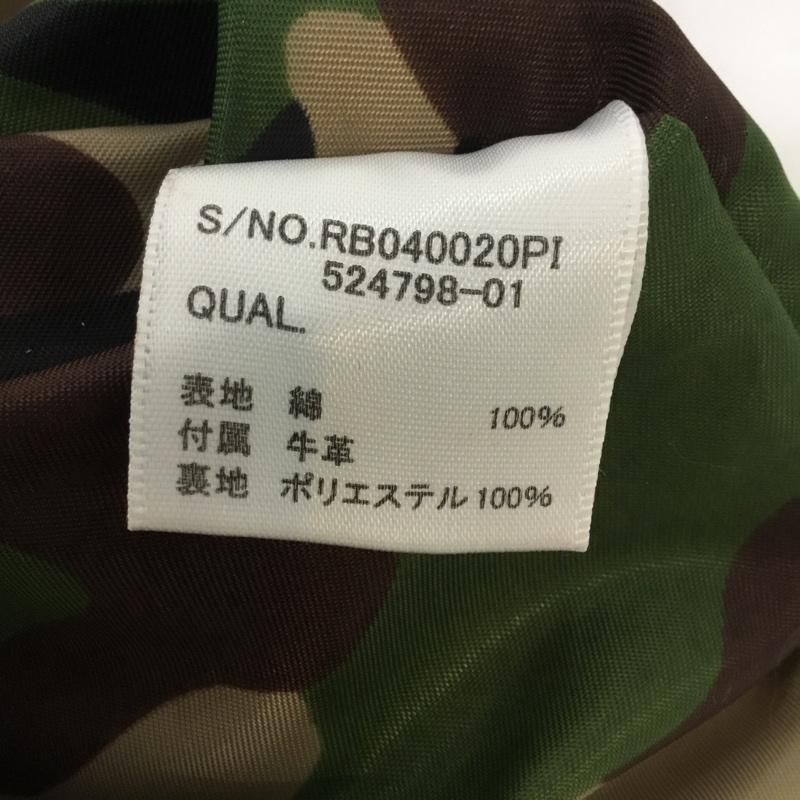 S/NO.RB040020PI
524798-01
QUAL.
表地 綿 100%
付属 牛革
裏地 ポリエステル 100%